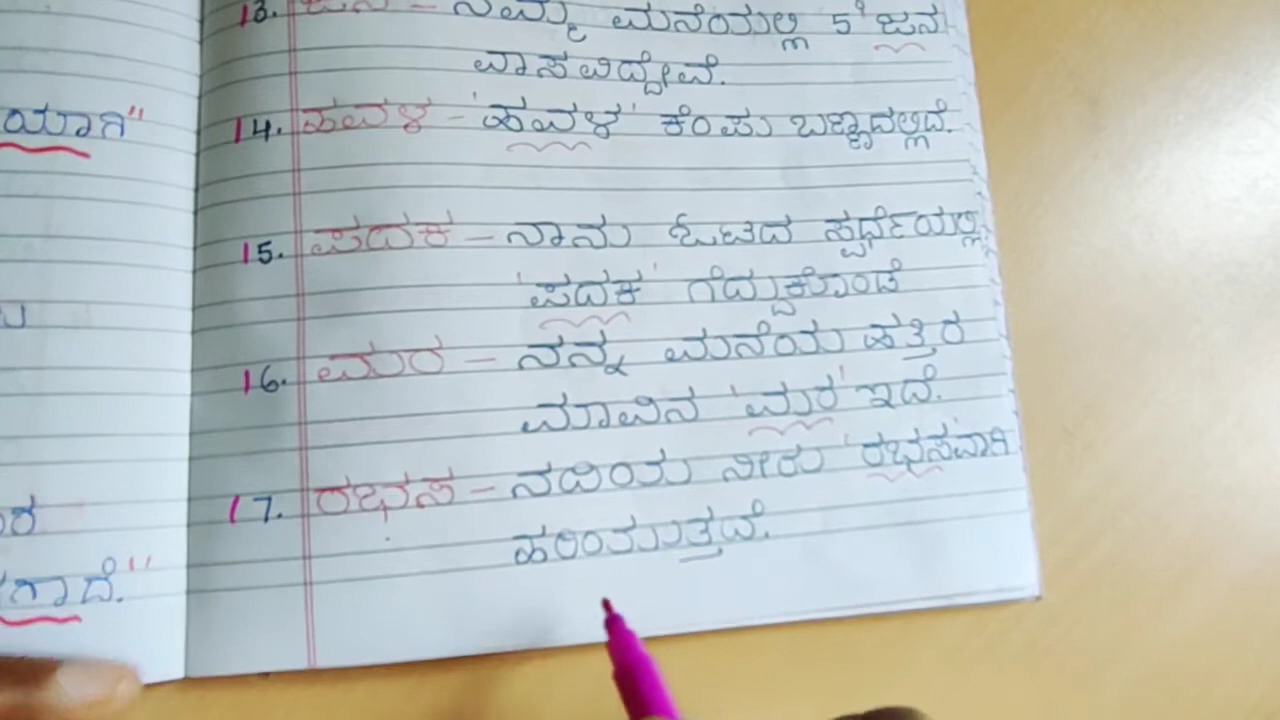 ಯಾಗಿ"
ಗಾದೆ."
13. ಜನ - ನಮ್ಮ ಮನೆಯಲ್ಲಿ 5 ಜನ
ವಾಸವಿದ್ದೇವೆ.
14. ಹವಳ - 'ಹವಳ' ಕೆಂಪು ಬಣ್ಣದಲ್ಲಿದೆ.
15. ಪದಕ - ನಾನು ಓಟದ ಸ್ಪರ್ಧೆಯಲ್ಲಿ
'ಪದಕ' ಗೆದ್ದುಕೊಂಡೆ
16. ಮರ - ನನ್ನ ಮನೆಯ ಹತ್ತಿರ
ಮಾವಿನ 'ಮರ' ಇದೆ.
17. ರಭಸ - ನದಿಯ ನೀರು 'ರಭಸವಾಗಿ
ಹರಿಯುತ್ತದೆ.